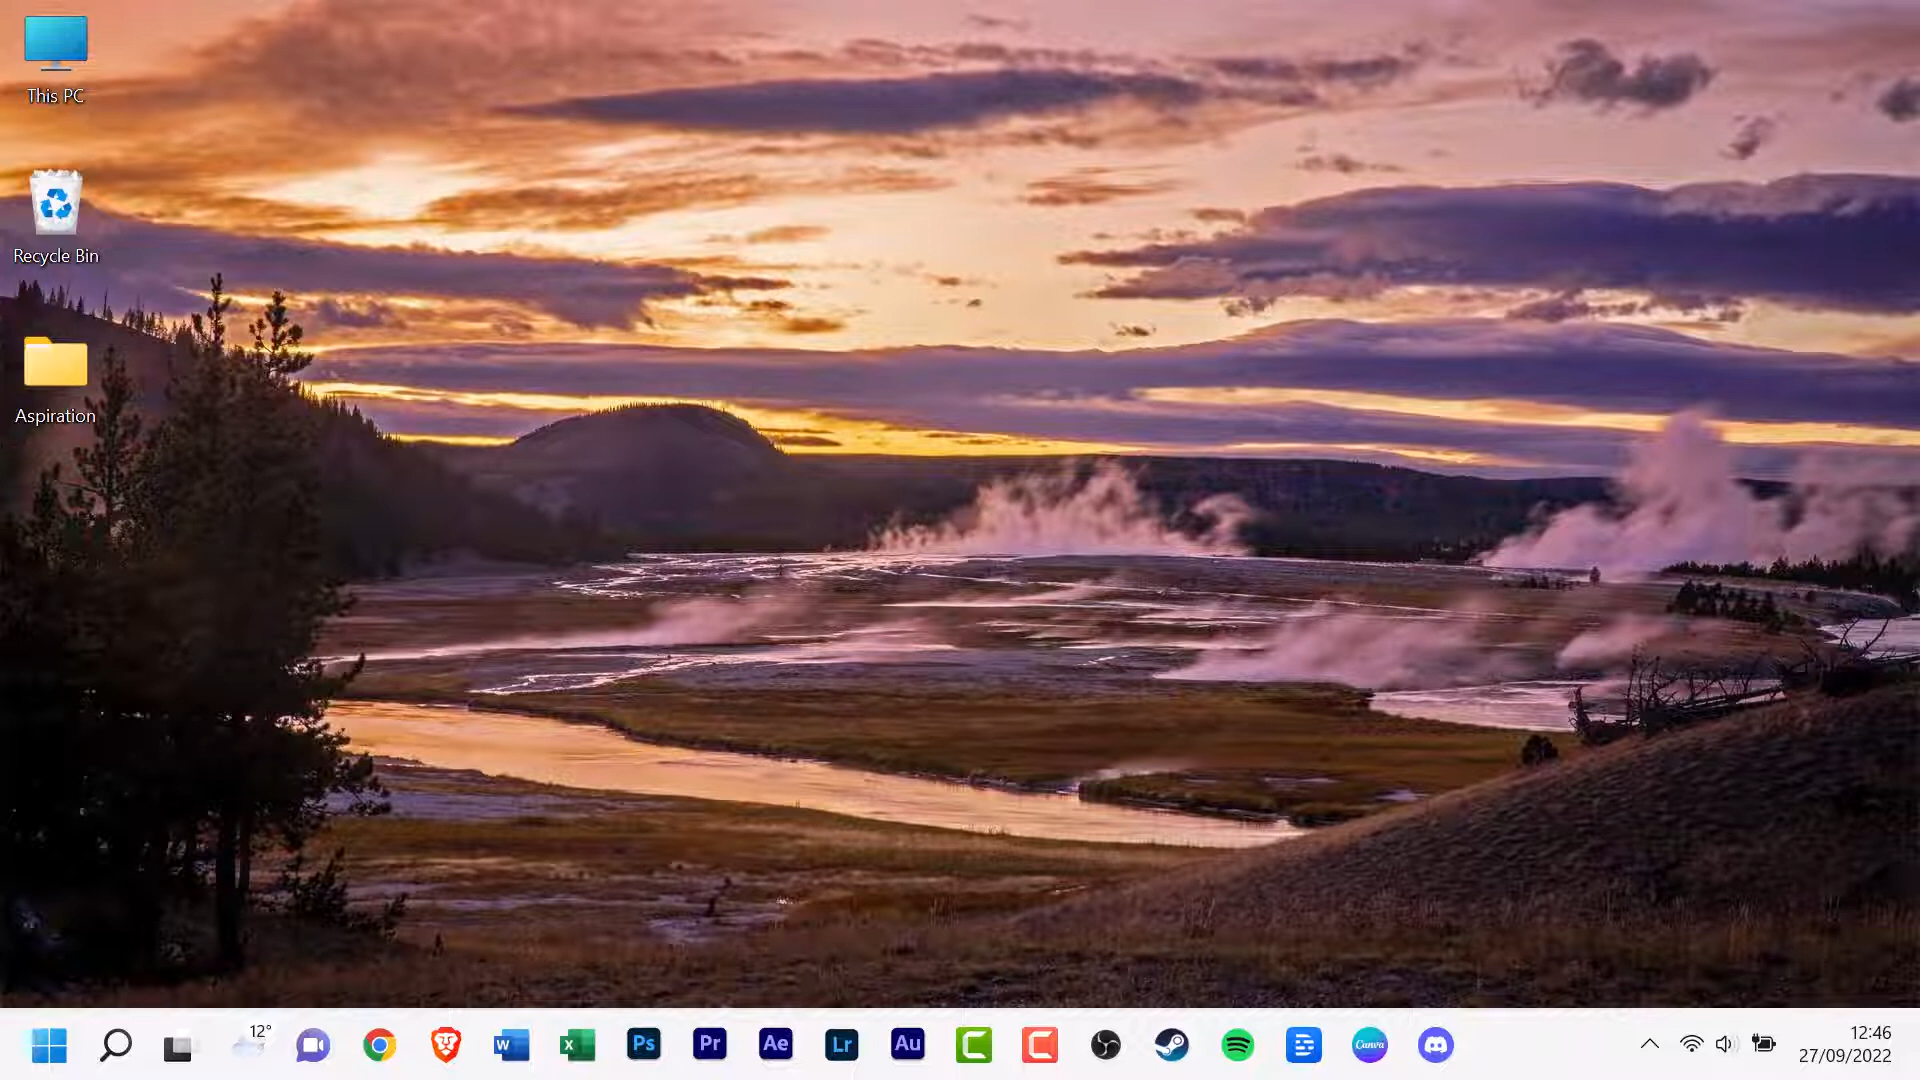 This PC
Recycle Bin
Aspiration
12°
W
X
Ps
Pr
Ae
Lr
Au
Canva
12:46
27/09/2022